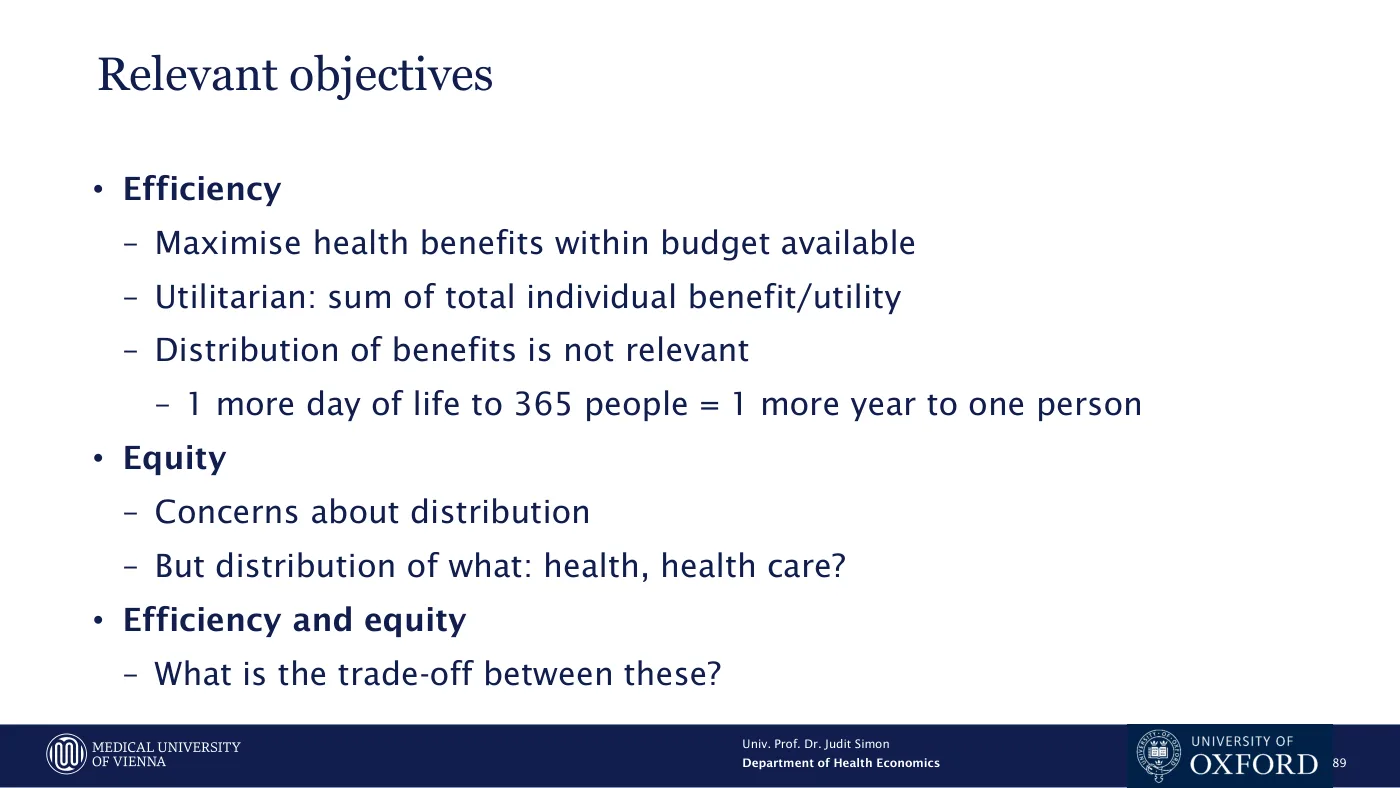 Relevant objectives
• Efficiency
– Maximise health benefits within budget available
– Utilitarian: sum of total individual benefit/utility
– Distribution of benefits is not relevant
– 1 more day of life to 365 people = 1 more year to one person
• Equity
– Concerns about distribution
– But distribution of what: health, health care?
• Efficiency and equity
– What is the trade-off between these?
MEDICAL UNIVERSITY
OF VIENNA
Univ. Prof. Dr. Judit Simon
Department of Health Economics
UNIVERSITY OF
OXFORD
89